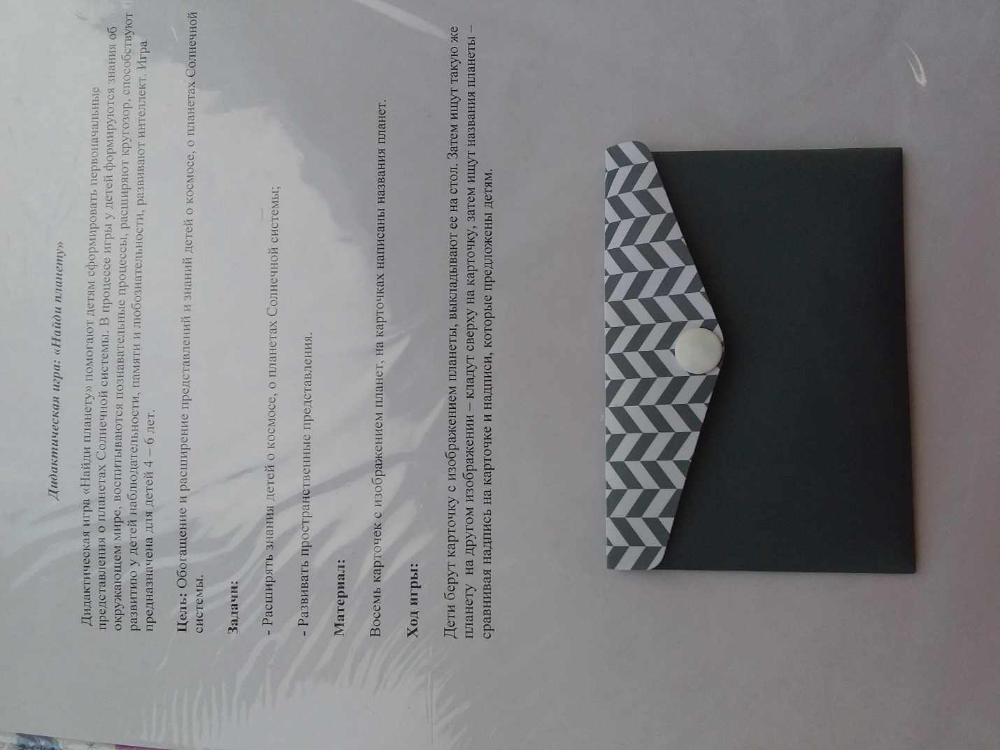 Дидактическая игра: «Найди планету»
Дидактическая игра «Найди планету» помогают детям сформировать первоначальные
представления о планетах Солнечной системы. В процессе игры у детей формируются знания об
окружающем мире, воспитываются познавательные процессы, расширяют кругозор, способствуют
развитию у детей наблюдательности, памяти и любознательности, развивают интеллект. Игра
предназначена для детей 4 – 6 лет.
Цель: Обогащение и расширение представлений и знаний детей о космосе, о планетах Солнечной
системы.
Задачи:
- Расширять знания детей о космосе, о планетах Солнечной системы;
- Развивать пространственные представления.
Материал:
Восемь карточек с изображением планет, на карточках написаны названия планет.
Ход игры:
Дети берут карточку с изображением планеты, выкладывают ее на стол. Затем ищут такую же
планету на другом изображении – кладут сверху на карточку, затем ищут названия планеты –
сравнивая надпись на карточке и надписи, которые предложены детям.